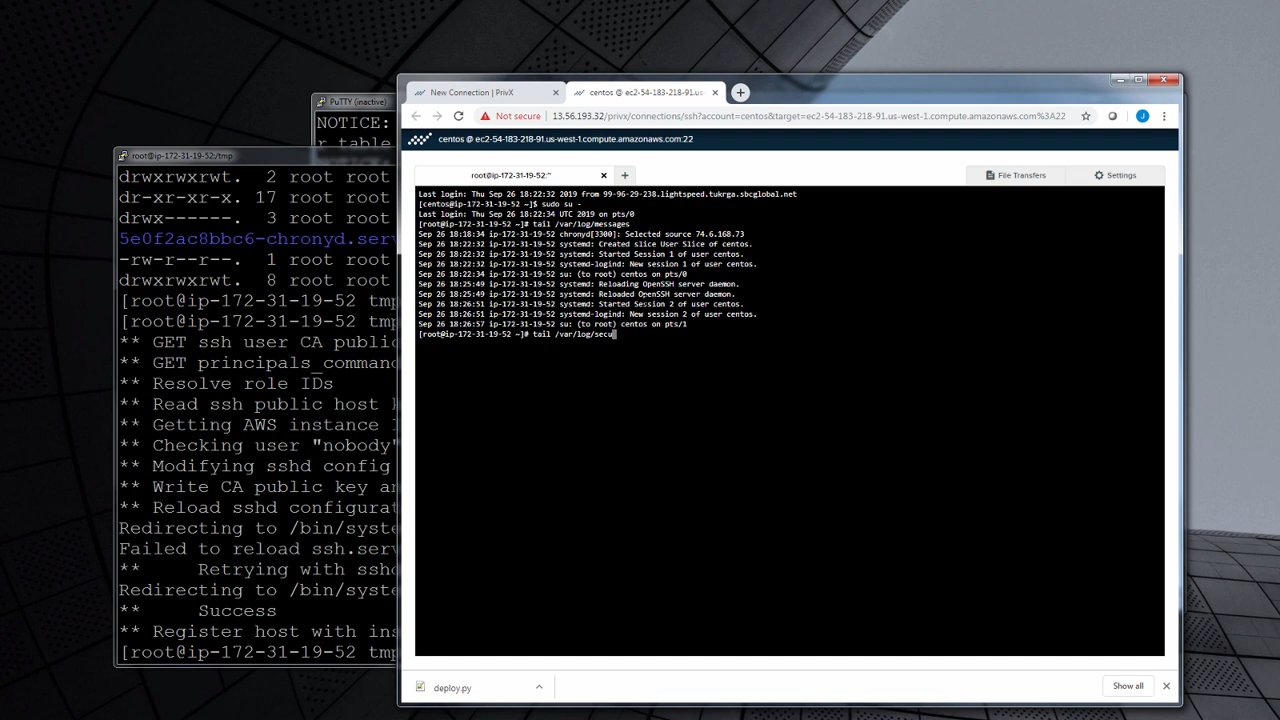 PuTTY (inactive)
NOTICE:
r table
root@ip-172-31-19-52:/tmp
drwxrwxrwt. 2 root root
dr-xr-xr-x. 17 root root
drwx------. 3 root root
5e0f2ac8bbc6-chronyd.serv
-rw-r--r--. 1 root root
drwxrwxrwt. 8 root root
[root@ip-172-31-19-52 tmp
[root@ip-172-31-19-52 tmp
** GET ssh user CA public
** GET principals_command
** Resolve role IDs
** Read ssh public host
** Getting AWS instance
** Checking user "nobody"
** Modifying sshd config
** Write CA public key an
** Reload sshd configurat
Redirecting to /bin/syste
Failed to reload ssh.serv
** Retrying with sshd
Redirecting to /bin/syste
** Success
** Register host with ins
[root@ip-172-31-19-52 tmp
New Connection | PrivX
centos @ ec2-54-183-218-91.us-
Not secure
13.56.193.32/privx/connections/ssh?account=centos&target=ec2-54-183-218-91.us-west-1.compute.amazonaws.com%3A22
J
centos @ ec2-54-183-218-91.us-west-1.compute.amazonaws.com:22
root@ip-172-31-19-52:~
File Transfers
Settings
Last login: Thu Sep 26 18:22:32 2019 from 99-96-29-238.lightspeed.tukrga.sbcglobal.net
[centos@ip-172-31-19-52 ~]$ sudo su -
Last login: Thu Sep 26 18:22:34 UTC 2019 on pts/0
[root@ip-172-31-19-52 ~]# tail /var/log/messages
Sep 26 18:18:34 ip-172-31-19-52 chronyd[3300]: Selected source 74.6.168.73
Sep 26 18:22:32 ip-172-31-19-52 systemd: Created slice User Slice of centos.
Sep 26 18:22:32 ip-172-31-19-52 systemd: Started Session 1 of user centos.
Sep 26 18:22:32 ip-172-31-19-52 systemd-logind: New session 1 of user centos.
Sep 26 18:22:34 ip-172-31-19-52 su: (to root) centos on pts/0
Sep 26 18:25:49 ip-172-31-19-52 systemd: Reloading OpenSSH server daemon.
Sep 26 18:25:49 ip-172-31-19-52 systemd: Reloaded OpenSSH server daemon.
Sep 26 18:26:51 ip-172-31-19-52 systemd: Started Session 2 of user centos.
Sep 26 18:26:51 ip-172-31-19-52 systemd-logind: New session 2 of user centos.
Sep 26 18:26:57 ip-172-31-19-52 su: (to root) centos on pts/1
[root@ip-172-31-19-52 ~]# tail /var/log/secu
deploy.py
Show all